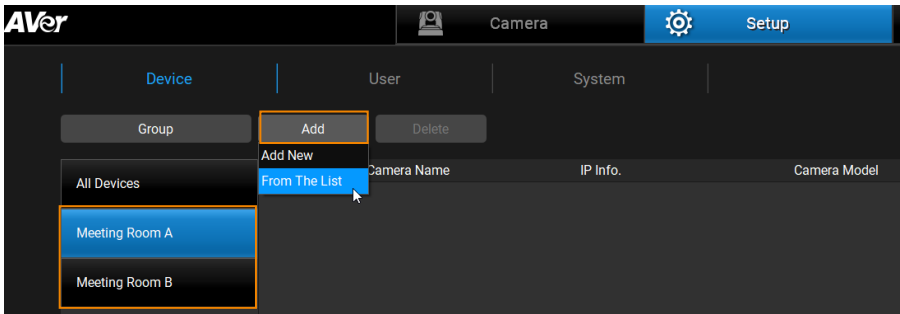 AVer Camera Setup
Device User System
Group Add Delete
Add New
Camera Name IP Info. Camera Model
From The List
All Devices
Meeting Room A
Meeting Room B